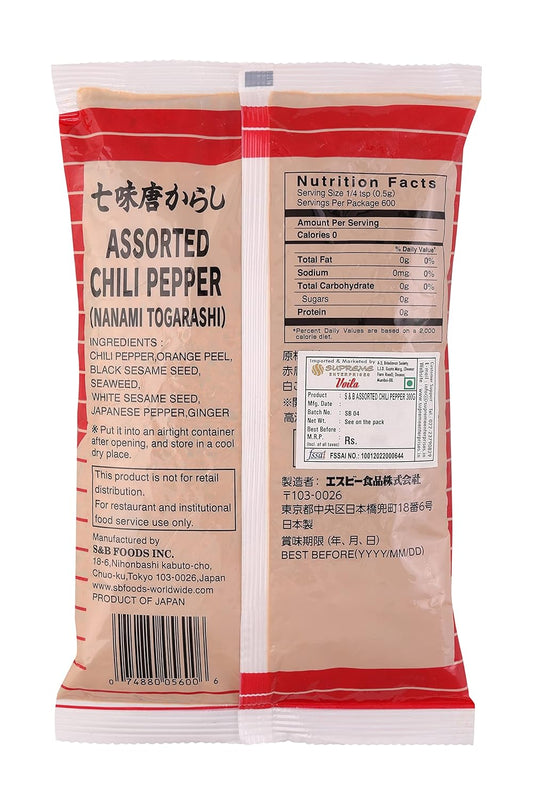 七味唐からし
ASSORTED
CHILI PEPPER
(NANAMI TOGARASHI)
INGREDIENTS :
CHILI PEPPER,ORANGE PEEL,
BLACK SESAME SEED,
SEAWEED,
WHITE SESAME SEED,
JAPANESE PEPPER,GINGER
※ Put it into an airtight container
after opening, and store in a cool
dry place.
This product is not for retail
distribution.
For restaurant and institutional
food service use only.
Manufactured by
S&B FOODS INC.
18-6,Nihonbashi kabuto-cho,
Chuo-ku,Tokyo 103-0026,Japan
www.sbfoods-worldwide.com
PRODUCT OF JAPAN
0 74880 05600 6
Nutrition Facts
Serving Size 1/4 tsp (0.5g)
Servings Per Package 600
Amount Per Serving
Calories 0
% Daily Value*
Total Fat 0g 0%
Sodium 0mg 0%
Total Carbohydrate 0g 0%
Sugars 0g
Protein 0g
*Percent Daily Values are based on a 2,000
calorie diet.
Imported & Marketed by
SUPREME
ENTERPRISE
Voila
Product : S & B ASSORTED CHILI PEPPER 300G
Mfg. Date :
Batch No. : SB 04
Net : See on the pack
Best Before :
M.R.P. : Rs.
(Incl. of all taxes)
fssai FSSAI NO.: 10012022000644
製造者： エスビー食品株式会社
〒103-0026
東京都中央区日本橋兜町18番6号
日本製
賞味期限（年、月、日）
BEST BEFORE(YYYY/MM/DD)